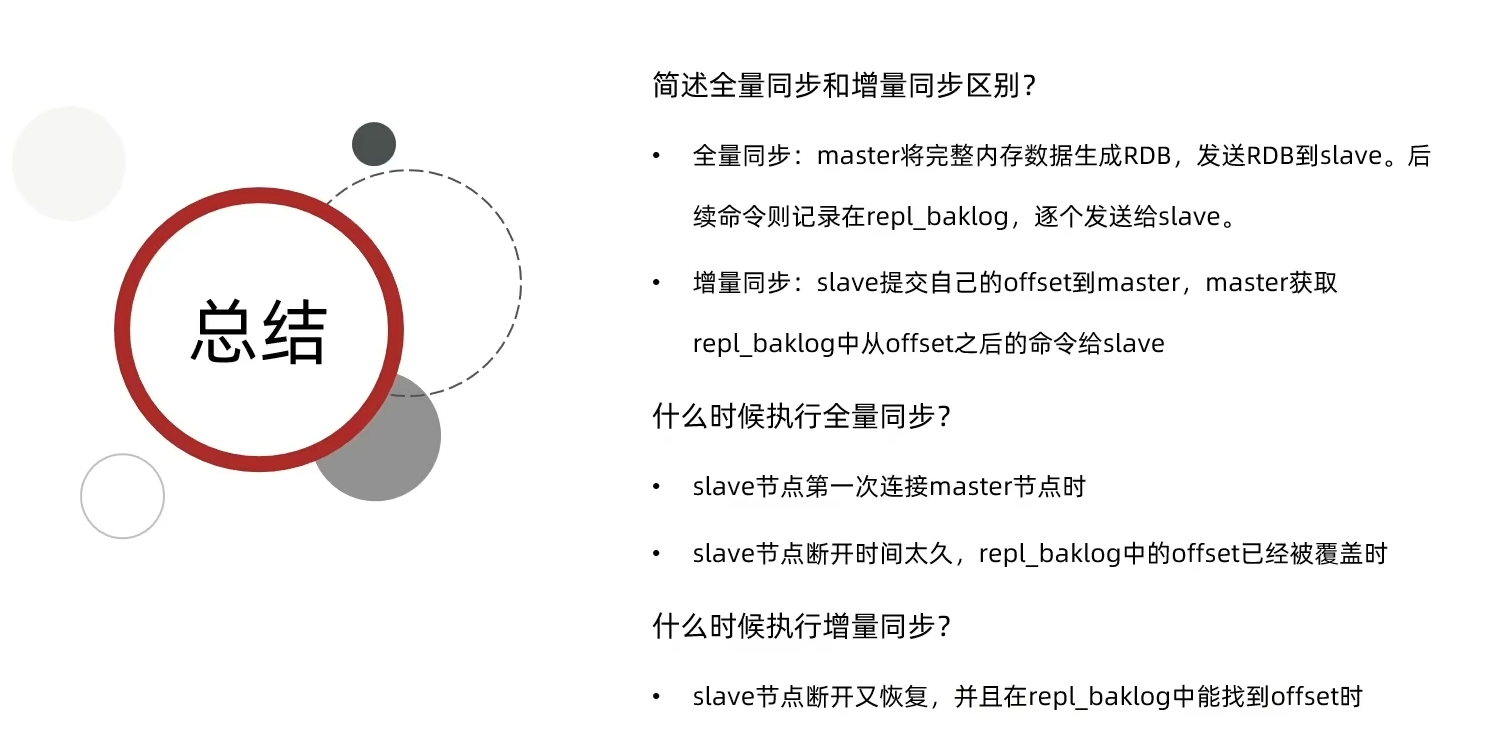 总结
简述全量同步和增量同步区别？
• 全量同步：master将完整内存数据生成RDB，发送RDB到slave。后
续命令则记录在repl_baklog，逐个发送给slave。
• 增量同步：slave提交自己的offset到master，master获取
repl_baklog中从offset之后的命令给slave
什么时候执行全量同步？
• slave节点第一次连接master节点时
• slave节点断开时间太久，repl_baklog中的offset已经被覆盖时
什么时候执行增量同步？
• slave节点断开又恢复，并且在repl_baklog中能找到offset时